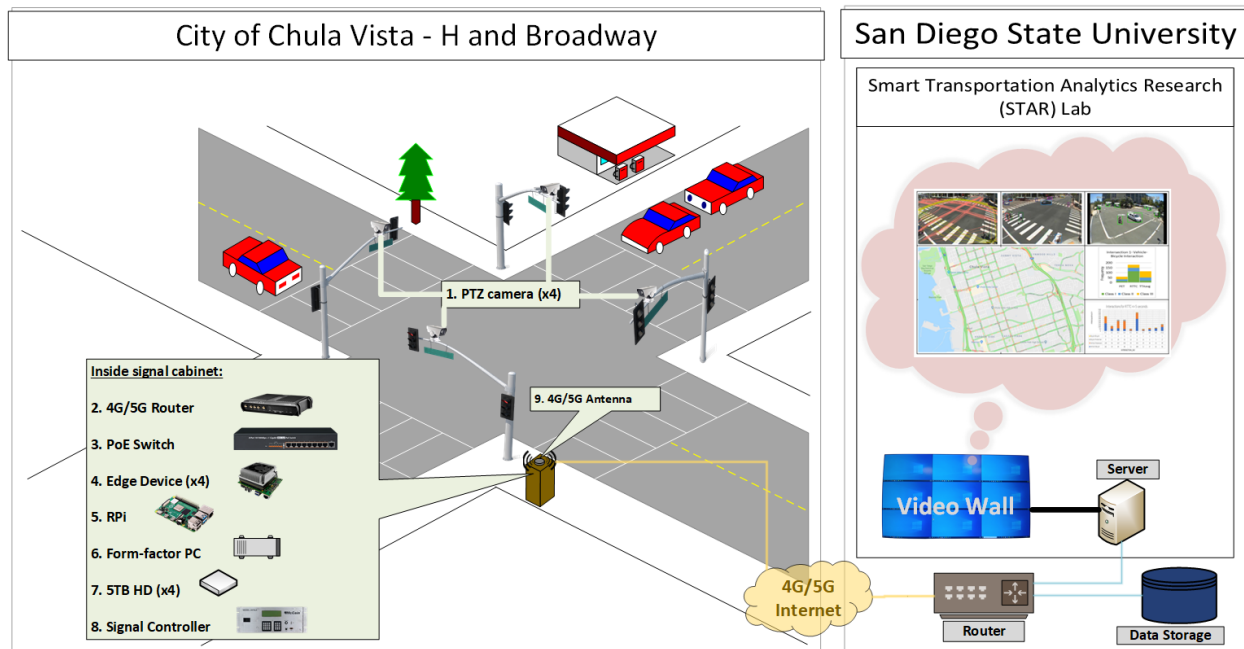 City of Chula Vista - H and Broadway
1. PTZ camera (x4)
9. 4G/5G Antenna
Inside signal cabinet:
2. 4G/5G Router
3. PoE Switch
4. Edge Device (x4)
5. RPi
6. Form-factor PC
7. 5TB HD (x4)
8. Signal Controller
4G/5G
Internet
San Diego State University
Smart Transportation Analytics Research
(STAR) Lab
Video Wall
Server
Router
Data Storage